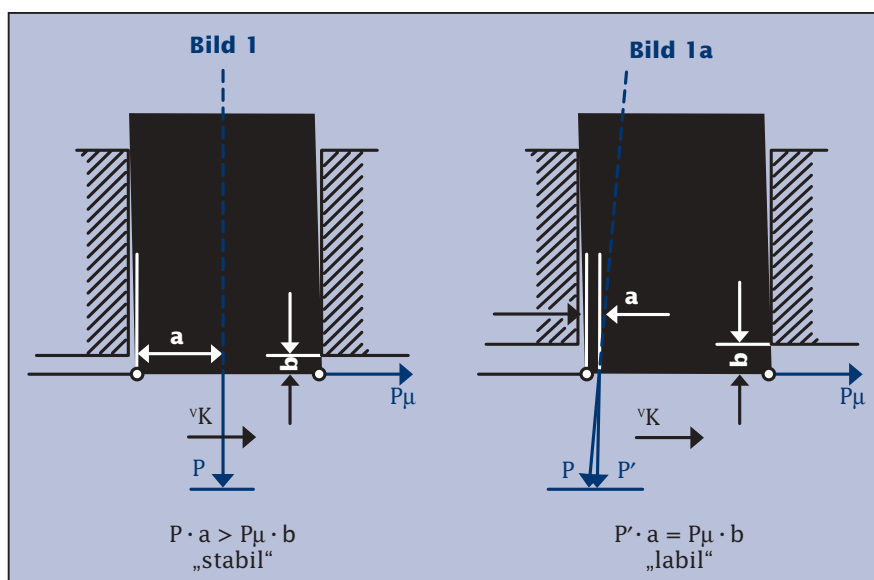 Bild 1
Bild 1a
a
b
a
b
Pμ
Pμ
vK
vK
P
P P′
P · a > Pμ · b
„stabil“
P′ · a = Pμ · b
„labil“